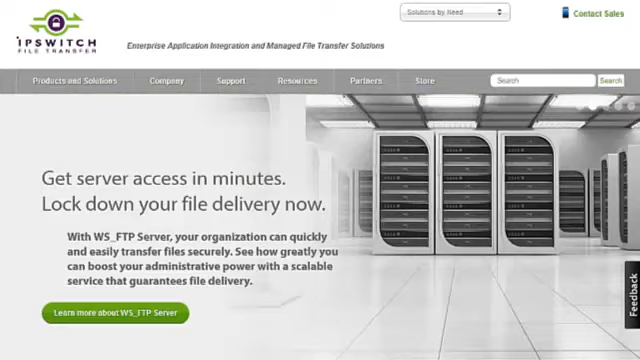 Solutions by Need
Contact Sales
IPSWITCH
FILE TRANSFER
Enterprise Application Integration and Managed File Transfer Solutions
Products and Solutions Company Support Resources Partners Store Search Search
Get server access in minutes.
Lock down your file delivery now.
With WS_FTP Server, your organization can quickly
and easily transfer files securely. See how greatly you
can boost your administrative power with a scalable
service that guarantees file delivery.
Learn more about WS_FTP Server
Feedback